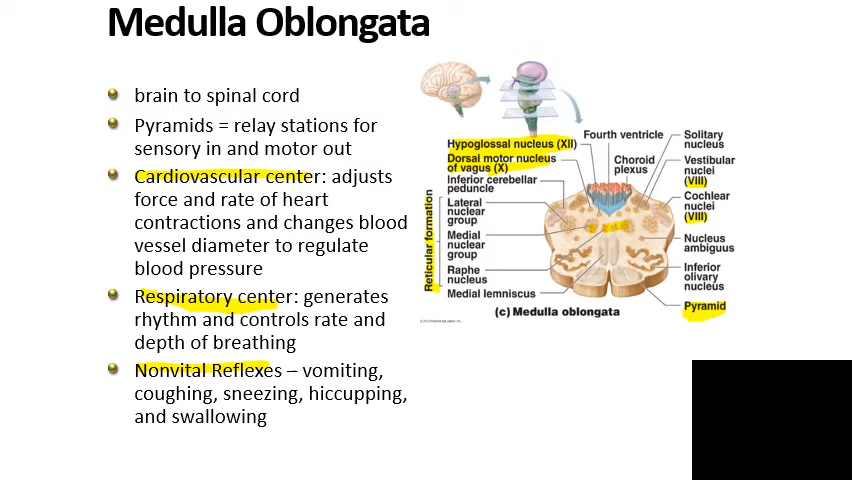 Medulla Oblongata
brain to spinal cord
Pyramids = relay stations for
sensory in and motor out
Cardiovascular center: adjusts
force and rate of heart
contractions and changes blood
vessel diameter to regulate
blood pressure
Respiratory center: generates
rhythm and controls rate and
depth of breathing
Nonvital Reflexes – vomiting,
coughing, sneezing, hiccupping,
and swallowing
Hypoglossal nucleus (XII)
Dorsal motor nucleus
of vagus (X)
Inferior cerebellar
peduncle
Reticular formation
Lateral
nuclear
group
Medial
nuclear
group
Raphe
nucleus
Medial lemniscus
Fourth ventricle
Choroid
plexus
Solitary
nucleus
Vestibular
nuclei
(VIII)
Cochlear
nuclei
(VIII)
Nucleus
ambiguus
Inferior
olivary
nucleus
Pyramid
(c) Medulla oblongata